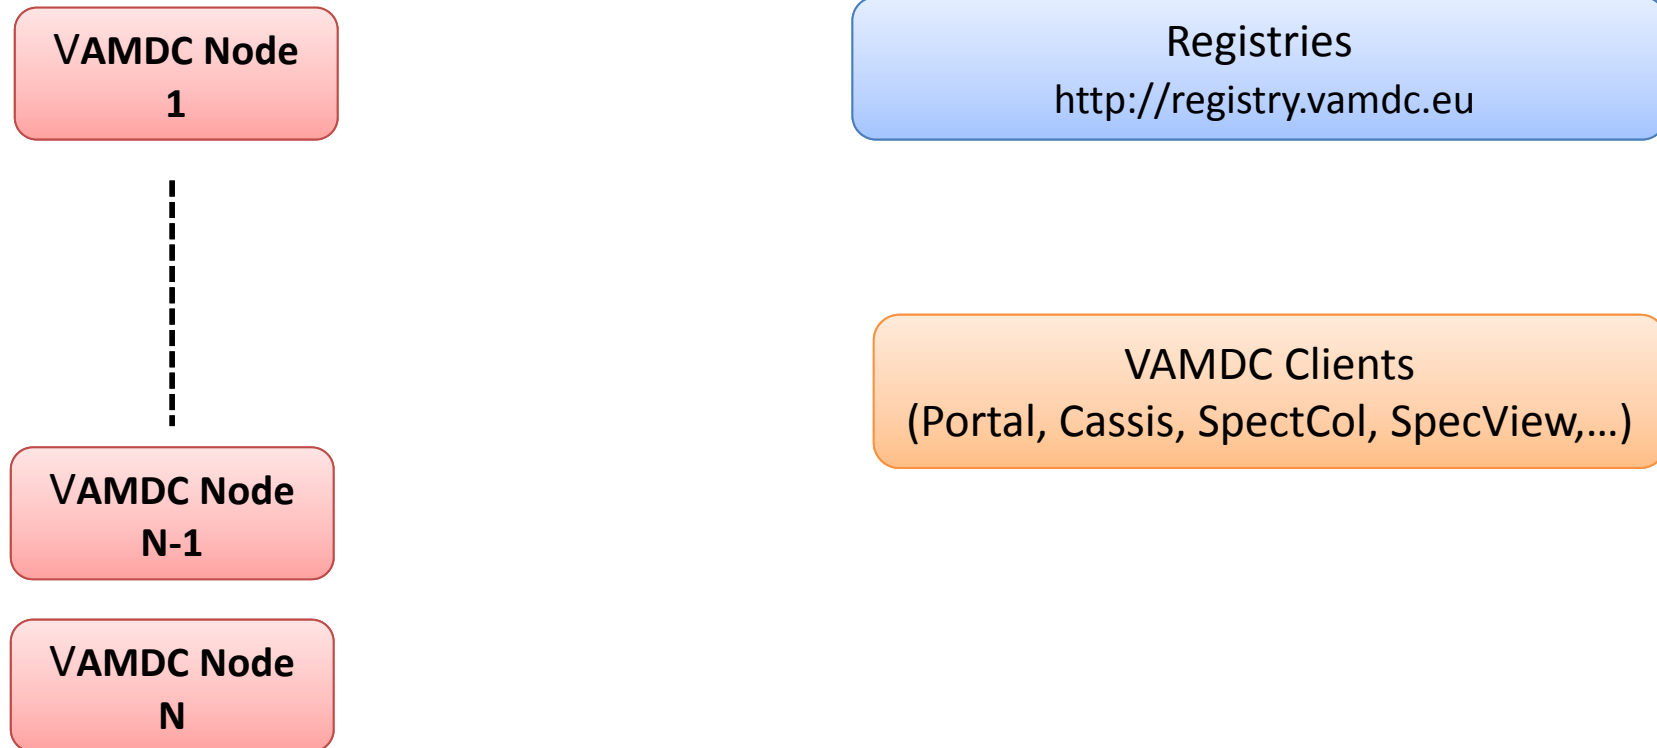 VAMDC Node
1
Registries
http://registry.vamdc.eu
VAMDC Clients
(Portal, Cassis, SpectCol, SpecView,...)
VAMDC Node
N-1
VAMDC Node
N